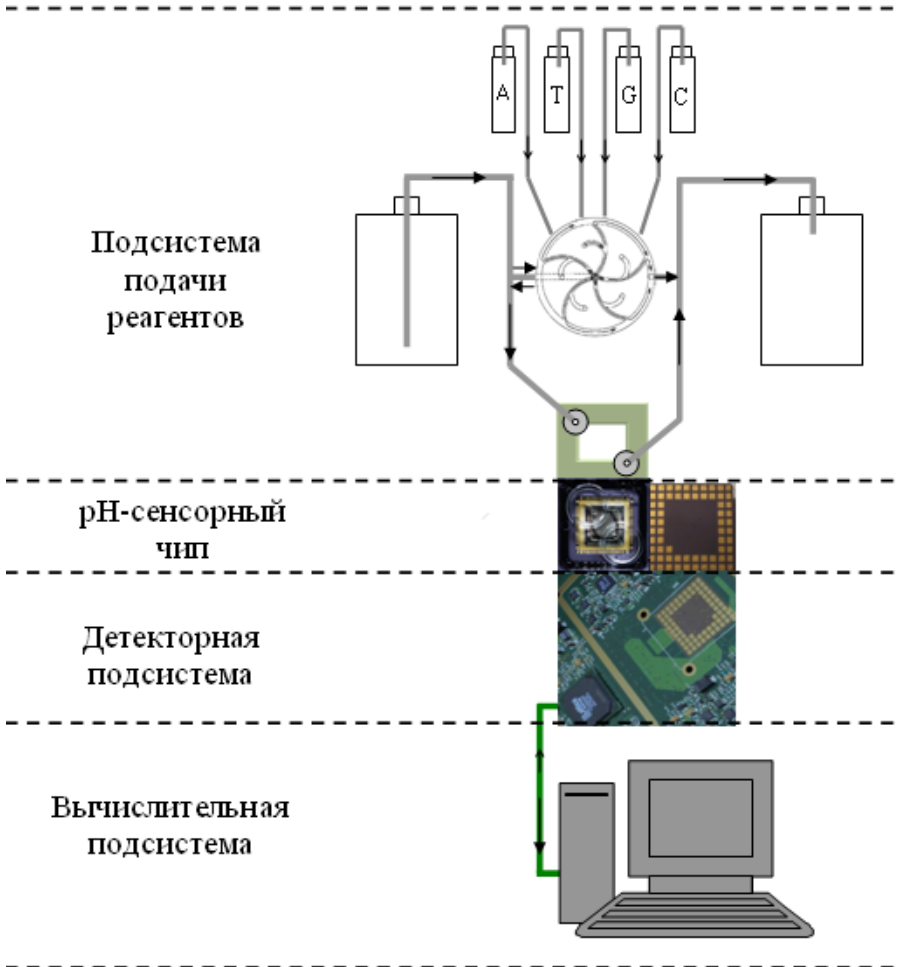 A T G C
Подсистема
подачи
реагентов
pH-сенсорный
чип
Детекторная
подсистема
Вычислительная
подсистема